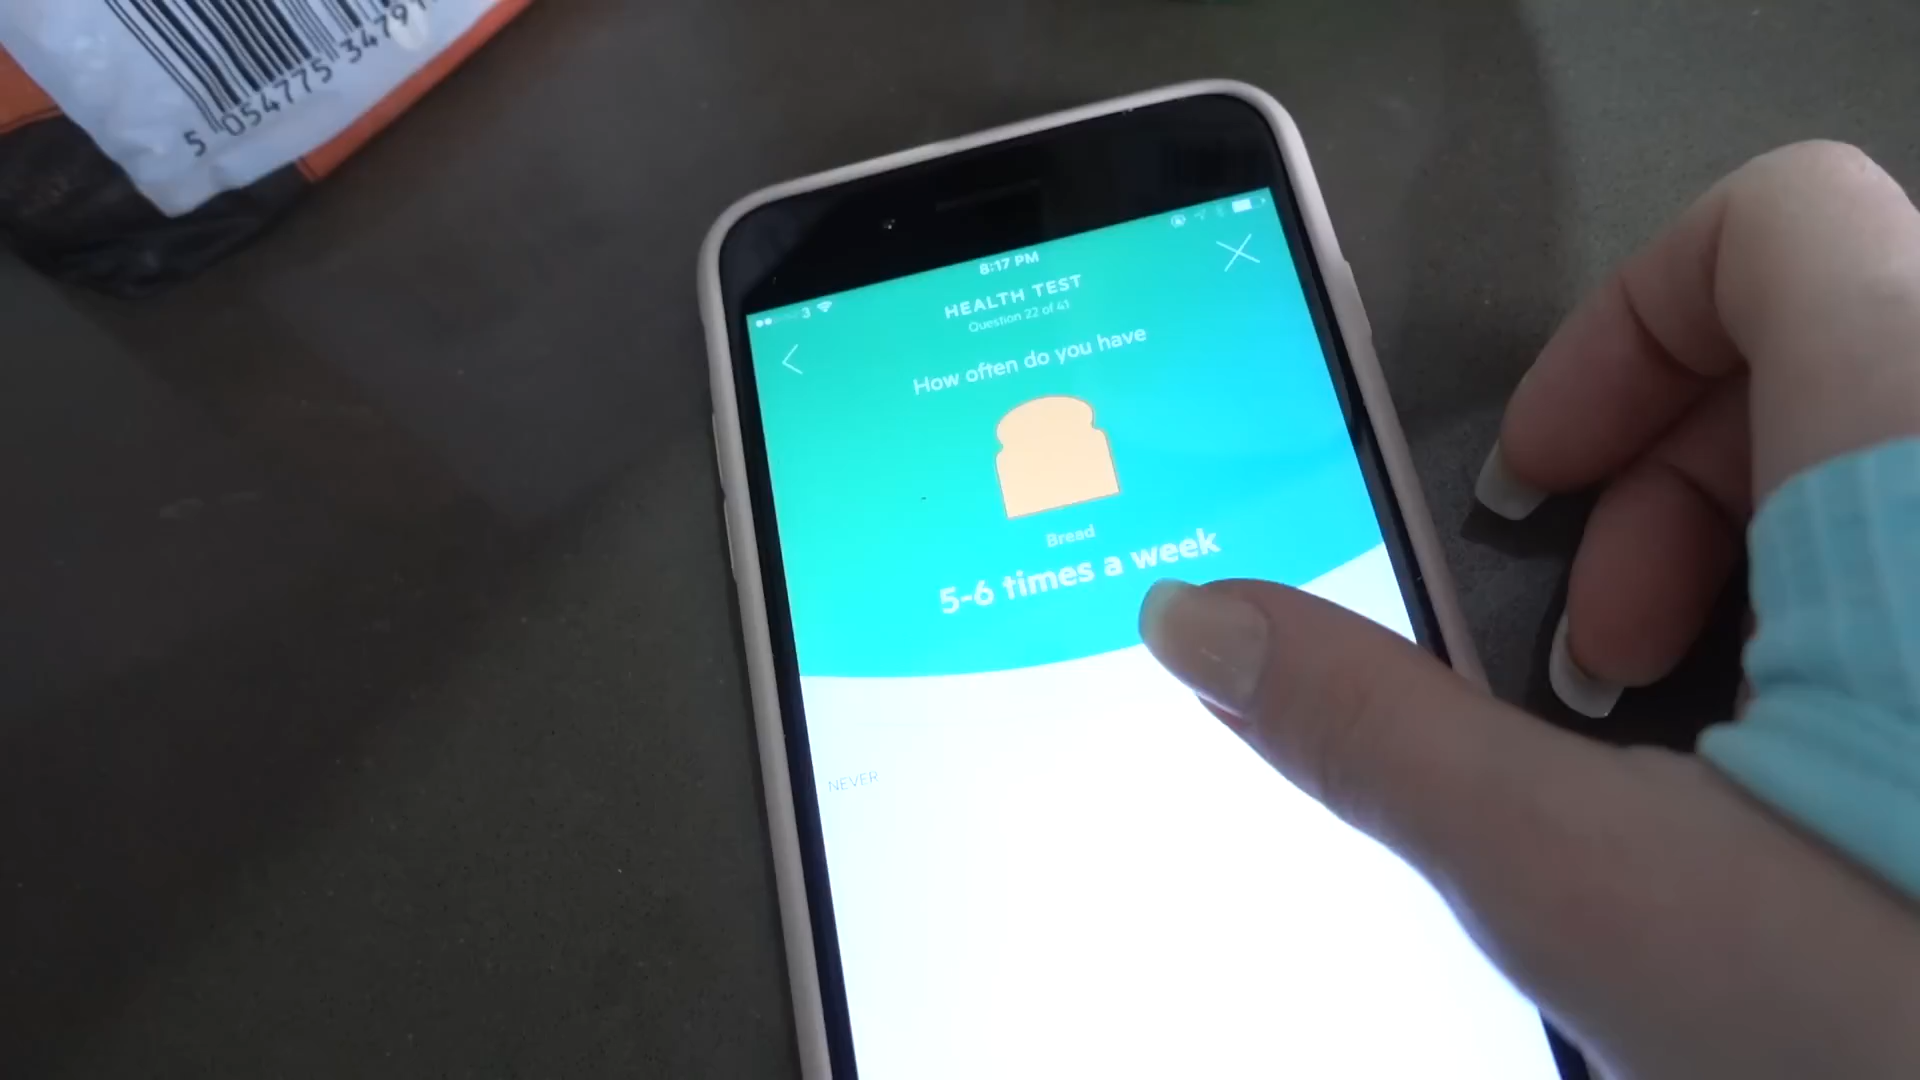 5 054775 3479
3
8:17 PM
HEALTH TEST
Question 22 of 41
How often do you have
Bread
5-6 times a week
NEVER